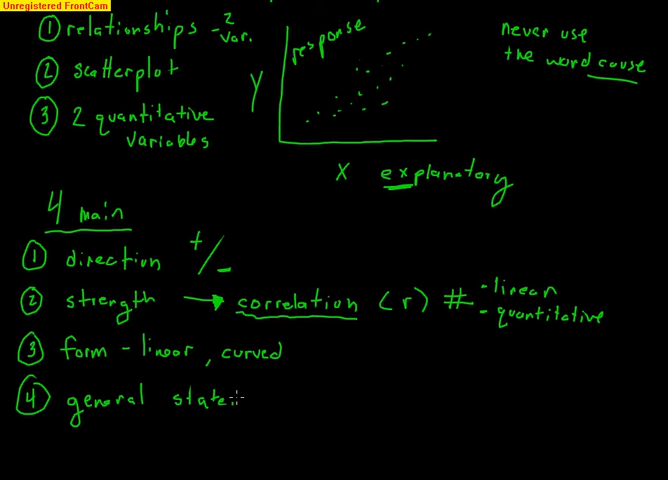 Unregistered FrontCam
① relationships - 2 var.
② scatterplot
③ 2 quantitative
variables
response
Y
X explanatory
never use
the word cause
4 main
① direction +/-
② strength → correlation (r) # - linear
- quantitative
③ form - linear, curved
④ general state